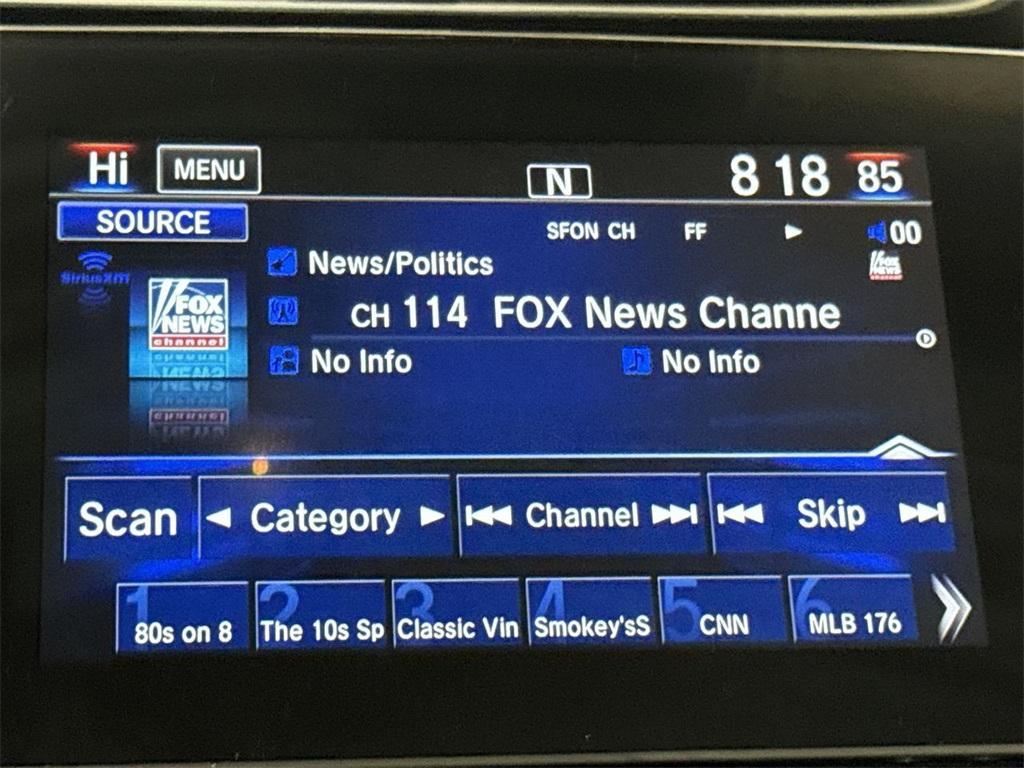 Hi MENU N 8 18 85
SOURCE SFON CH FF 00
SiriusXM News/Politics FOX NEWS
FOX NEWS channel CH 114 FOX News Channe
No Info No Info
Scan Category Channel Skip
1 80s on 8
2 The 10s Sp
3 Classic Vin
4 Smokey'sS
5 CNN
6 MLB 176